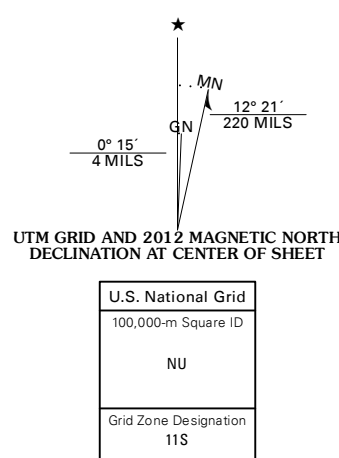 ★
MN
12° 21´
220 MILS
GN
0° 15´
4 MILS
UTM GRID AND 2012 MAGNETIC NORTH
DECLINATION AT CENTER OF SHEET
U.S. National Grid
100,000-m Square ID
NU
Grid Zone Designation
11S